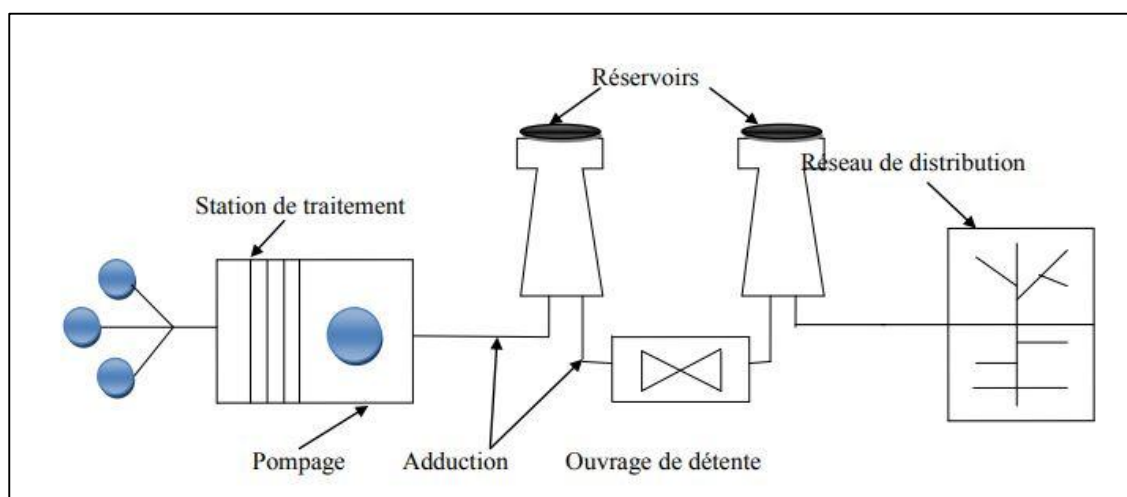 Réservoirs
Réseau de distribution
Station de traitement
Pompage
Adduction
Ouvrage de détente